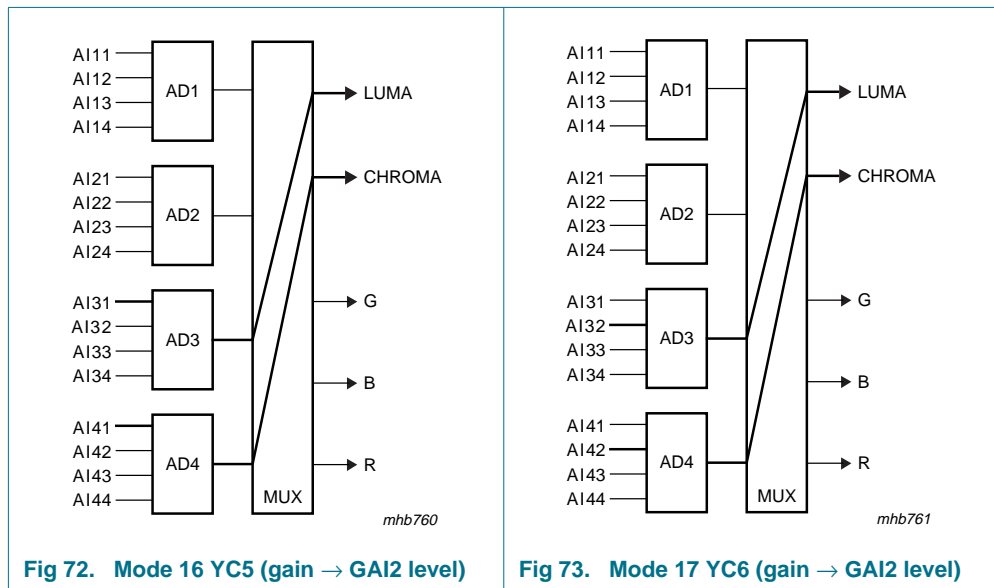 AI11
AI12
AI13
AI14
AD1
AI21
AI22
AI23
AI24
AD2
AI31
AI32
AI33
AI34
AD3
AI41
AI42
AI43
AI44
AD4
MUX
LUMA
CHROMA
G
B
R
mhb760
Fig 72. Mode 16 YC5 (gain → GAI2 level)
AI11
AI12
AI13
AI14
AD1
AI21
AI22
AI23
AI24
AD2
AI31
AI32
AI33
AI34
AD3
AI41
AI42
AI43
AI44
AD4
MUX
LUMA
CHROMA
G
B
R
mhb761
Fig 73. Mode 17 YC6 (gain → GAI2 level)